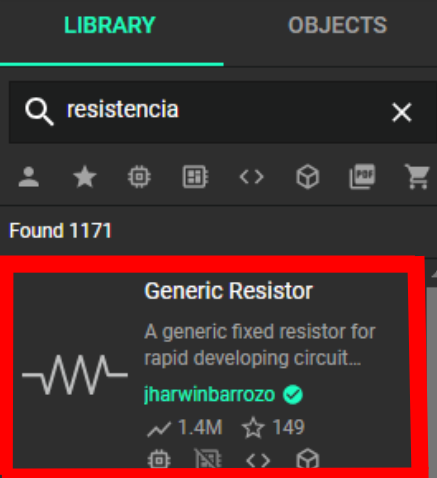 LIBRARY OBJECTS
resistencia
PDF
Found 1171
Generic Resistor
A generic fixed resistor for
rapid developing circuit...
jharwinbarrozo
1.4M 149